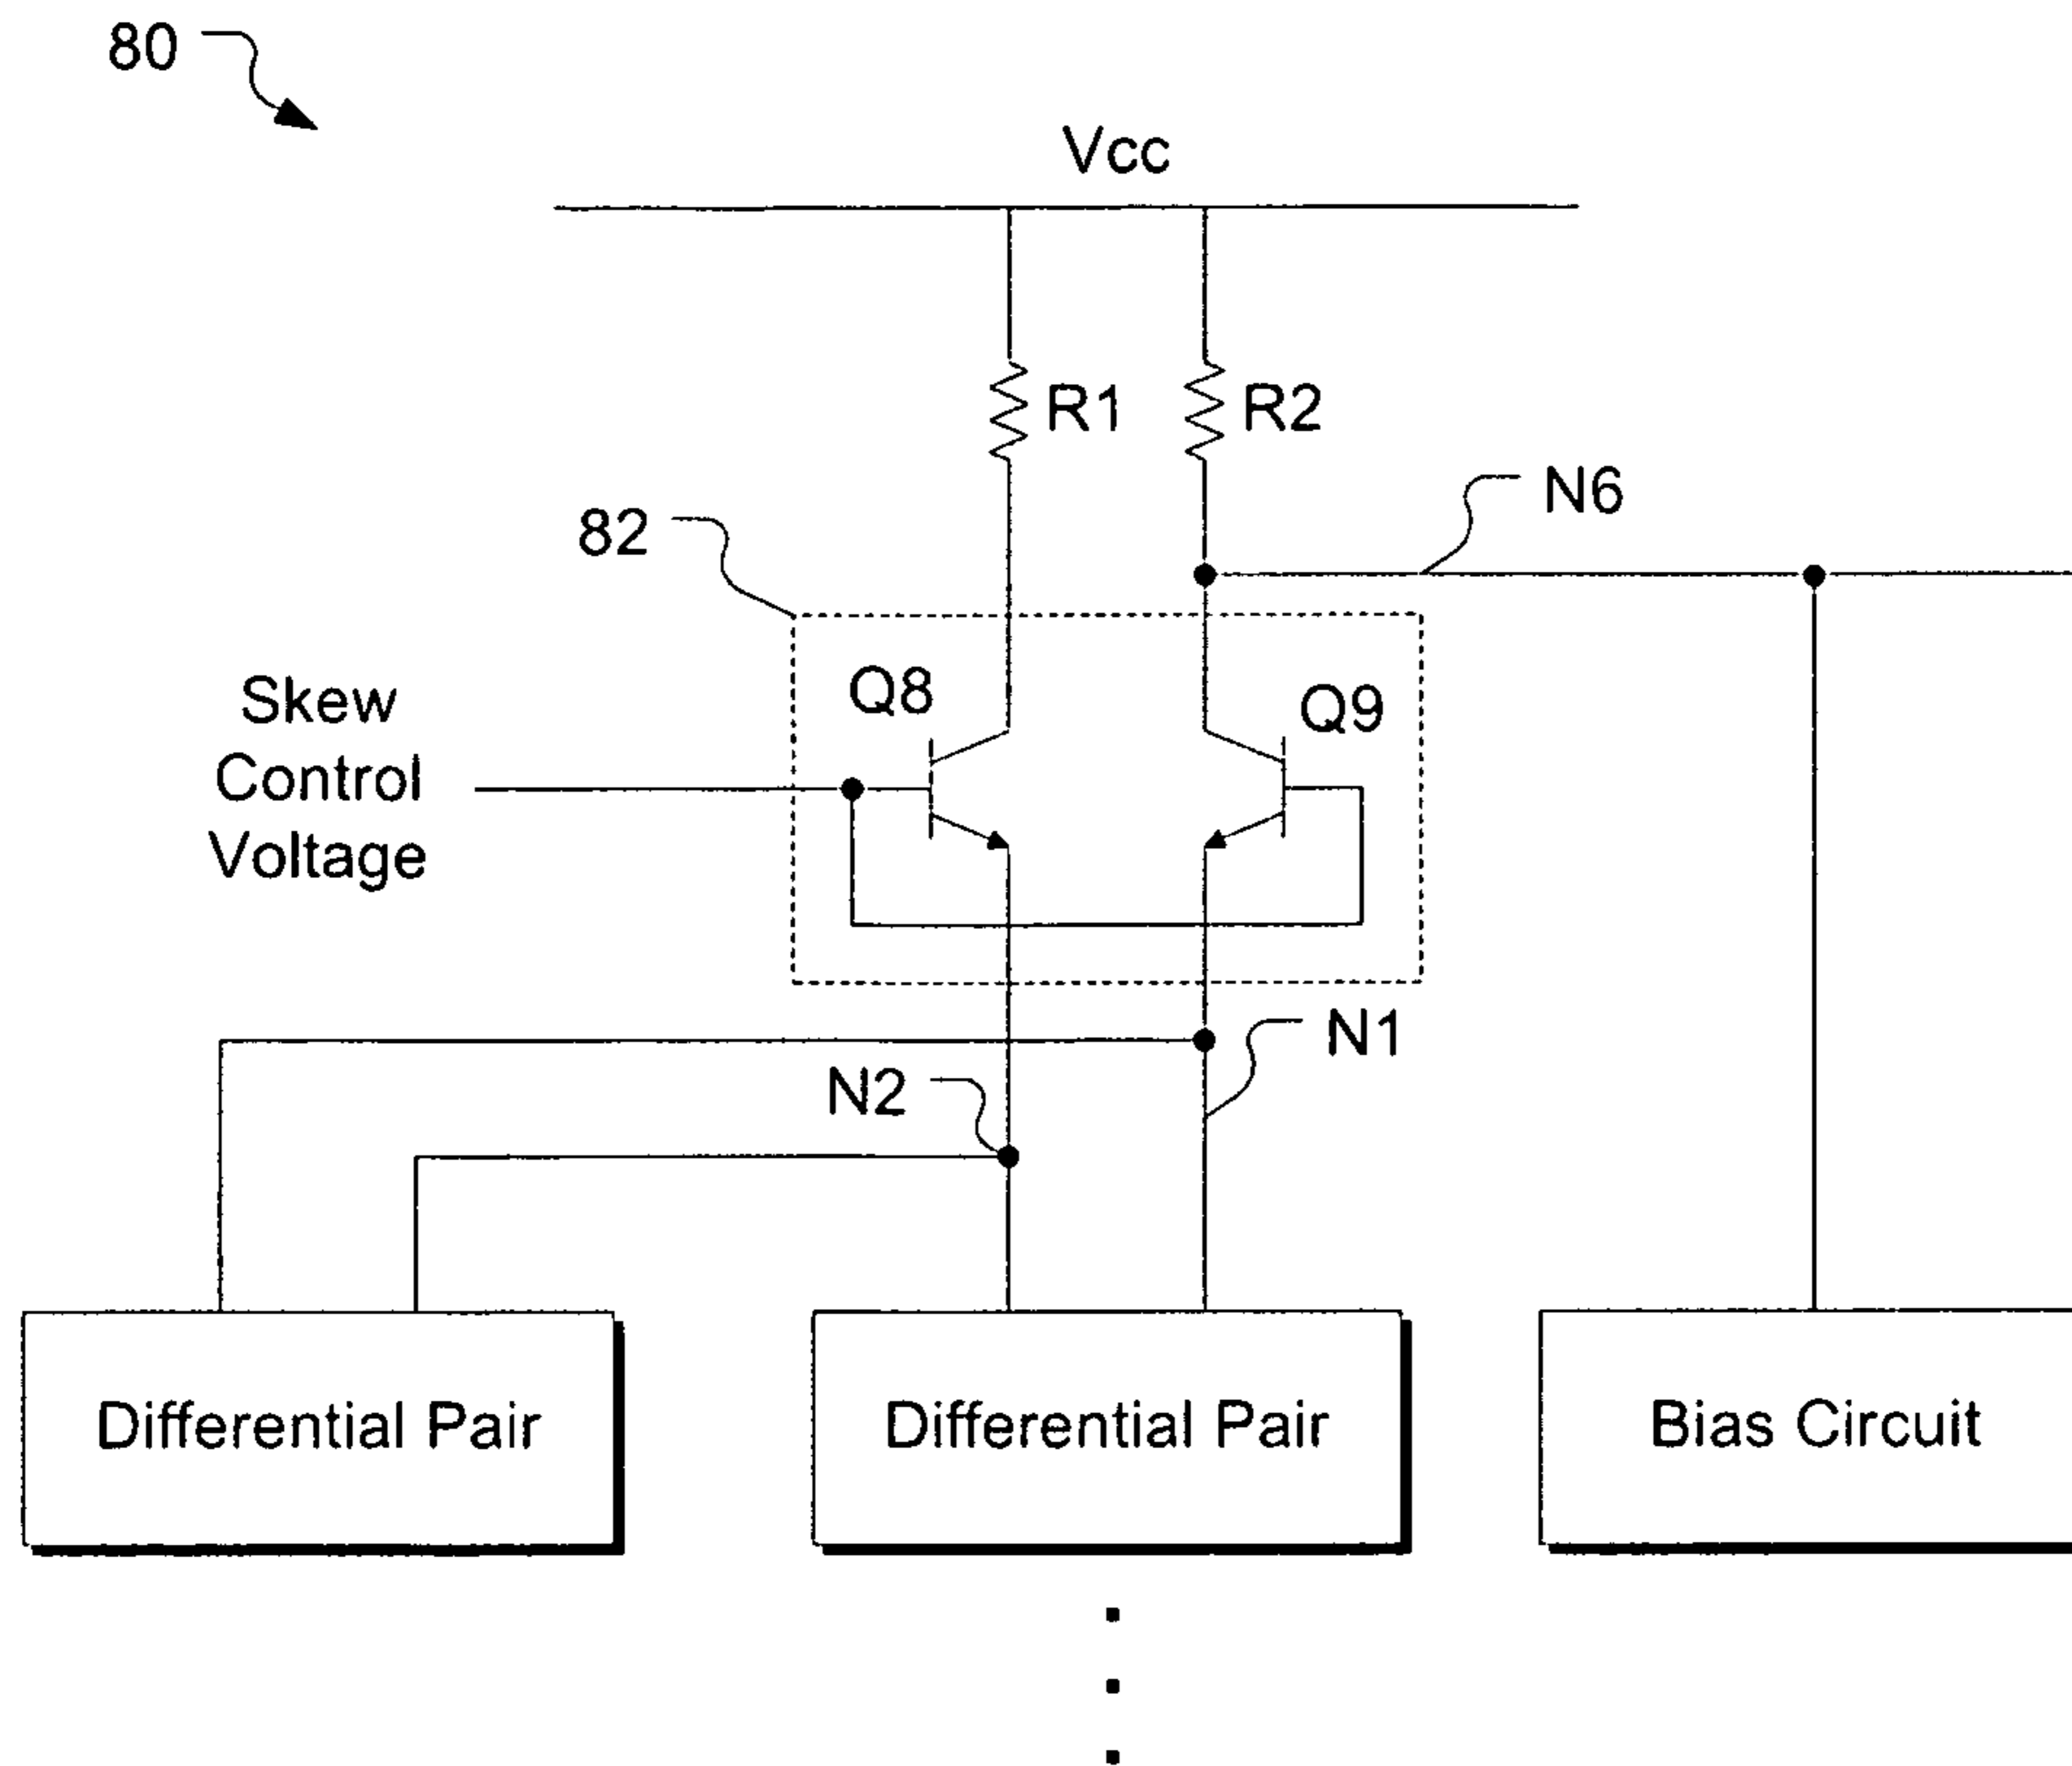 80
Vcc
R1
R2
N6
82
Q8
Q9
Skew
Control
Voltage
N1
N2
Differential Pair
Differential Pair
Bias Circuit